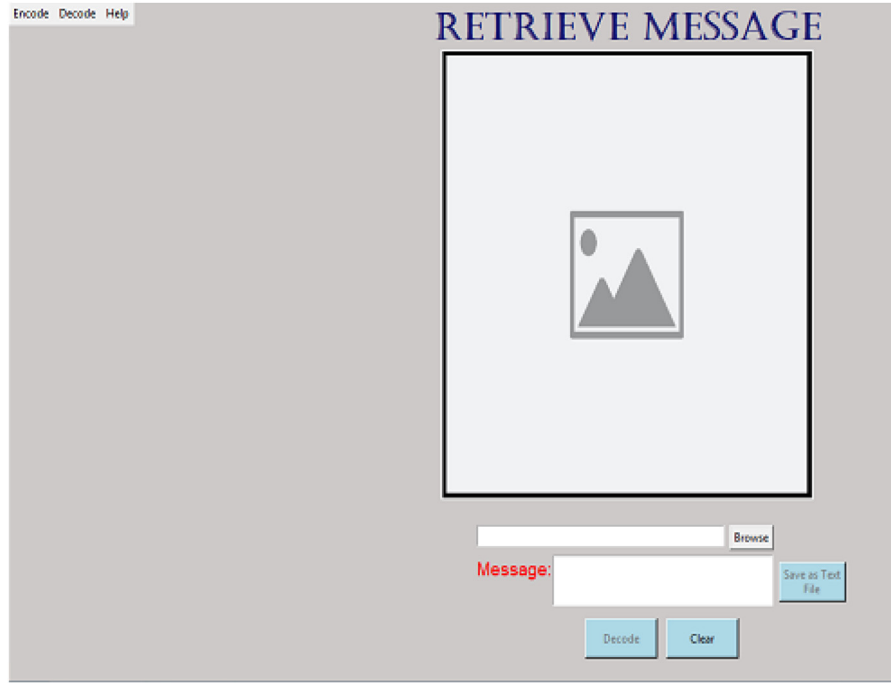 Encode Decode Help
RETRIEVE MESSAGE
Browse
Message:
Save as Text
File
Decode
Clear